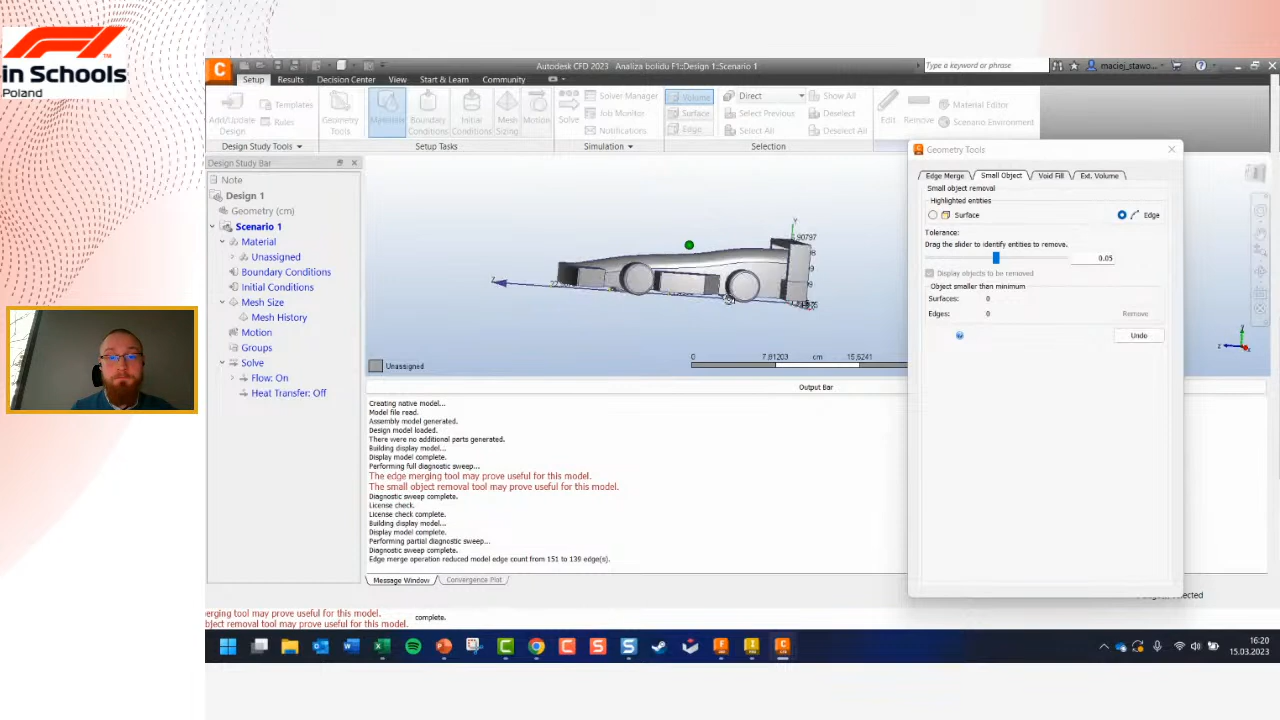 in Schools
Poland
Autodesk CFD 2023 Analiza bolidu F1::Design 1::Scenario 1
Type a keyword or phrase
maciej_stawo...
Setup Results Decision Center View Start & Learn Community
Add/Update Design
Templates
Rules
Geometry Tools
Materials
Boundary Conditions
Initial Conditions
Mesh Sizing
Motion
Solve
Solver Manager
Job Monitor
Notifications
Volume
Surface
Edge
Direct
Select Previous
Select All
Show All
Deselect
Deselect All
Edit
Remove
Material Editor
Scenario Environment
Design Study Tools
Setup Tasks
Simulation
Selection
Design Study Bar
Note
Design 1
Geometry (cm)
Scenario 1
Material
Unassigned
Boundary Conditions
Initial Conditions
Mesh Size
Mesh History
Motion
Groups
Solve
Flow: On
Heat Transfer: Off
Y
Z
0 7.81203 cm 15.6241
Unassigned
Output Bar
Creating native model...
Model file read.
Assembly model generated.
Design model loaded.
There were no additional parts generated.
Building display model...
Display model complete.
Performing full diagnostic sweep...
The edge merging tool may prove useful for this model.
The small object removal tool may prove useful for this model.
Diagnostic sweep complete.
License check.
License check complete.
Building display model...
Display model complete.
Performing partial diagnostic sweep...
Diagnostic sweep complete.
Edge merge operation reduced model edge count from 151 to 139 edge(s).
Message Window Convergence Plot
Geometry Tools
Edge Merge Small Object Void Fill Ext. Volume
Small object removal
Highlighted entities
Surface Edge
Tolerance:
Drag the slider to identify entities to remove.
0.05
Display objects to be removed
Object smaller than minimum
Surfaces: 0
Edges: 0
Remove
Undo
erging tool may prove useful for this model.
object removal tool may prove useful for this model.
complete.
16:20
15.03.2023